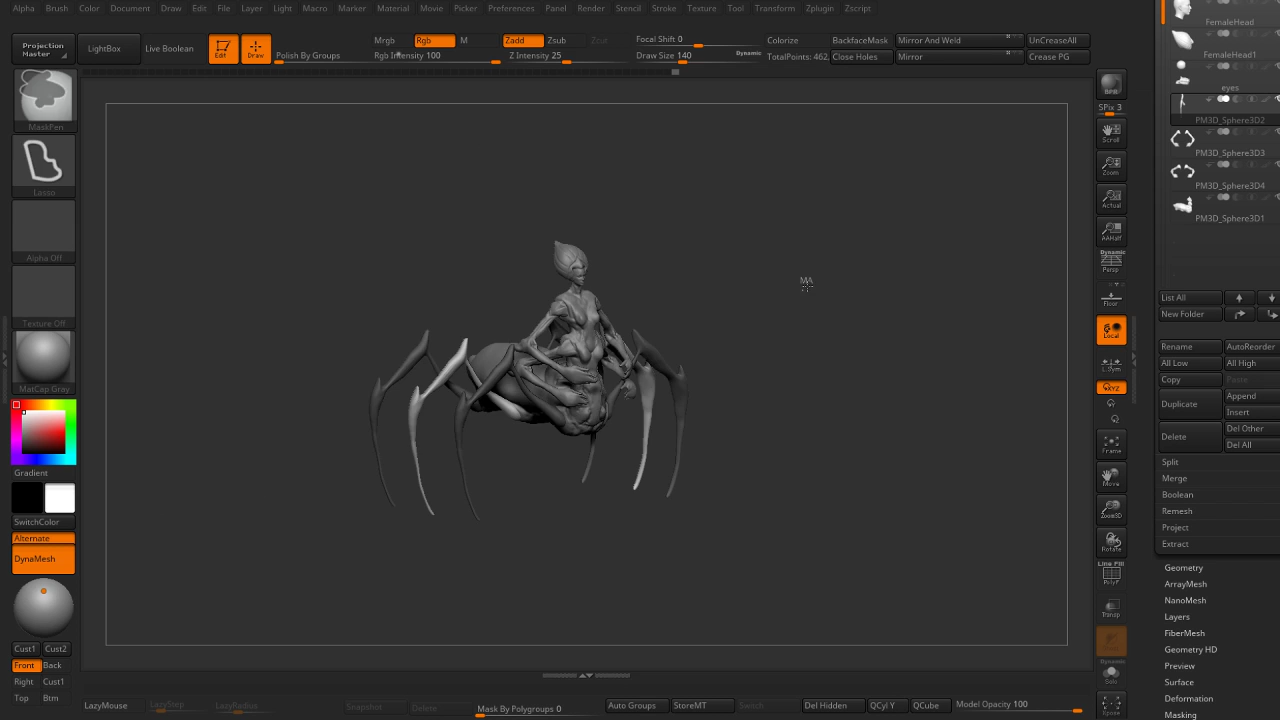 Alpha Brush Color Document Draw Edit File Layer Light Macro Marker Material Movie Picker Preferences Panel Render Stencil Stroke Texture Tool Transform Zplugin Zscript
Projection Master
LightBox
Live Boolean
Edit
Draw
Polish By Groups
Mrgb Rgb M
Rgb Intensity 100
Zadd Zsub Zcut
Z Intensity 25
Focal Shift 0
Draw Size 140
Dynamic
Colorize
TotalPoints: 462,
BackfaceMask
Close Holes
Mirror And Weld
Mirror
UnCreaseAll
Crease PG
MaskPen
Lasso
Alpha Off
Texture Off
MatCap Gray
Gradient
SwitchColor
Alternate
DynaMesh
Cust1 Cust2
Front Back
Right Cust1
Top Btm
MA
BPR
SPix 3
Scroll
Zoom
Actual
AAHalf
Dynamic
Persp
Floor
Local
L.Sym
XYZ
Frame
Move
Zoom3D
Rotate
Line Fill
PolyF
Transp
Dynamic
Solo
Xpose
FemaleHead
FemaleHead1
eyes
PM3D_Sphere3D2
PM3D_Sphere3D3
PM3D_Sphere3D4
PM3D_Sphere3D1
List All
New Folder
Rename AutoReorder
All Low All High
Copy Paste
Duplicate
Append
Insert
Delete
Del Other
Del All
Split
Merge
Boolean
Remesh
Project
Extract
Geometry
ArrayMesh
NanoMesh
Layers
FiberMesh
Geometry HD
Preview
Surface
Deformation
Masking
LazyMouse
LazyStep
LazyRadius
Snapshot
Delete
Mask By Polygroups 0
Auto Groups
StoreMT
Switch
Del Hidden
QCyl Y
QCube
Model Opacity 100